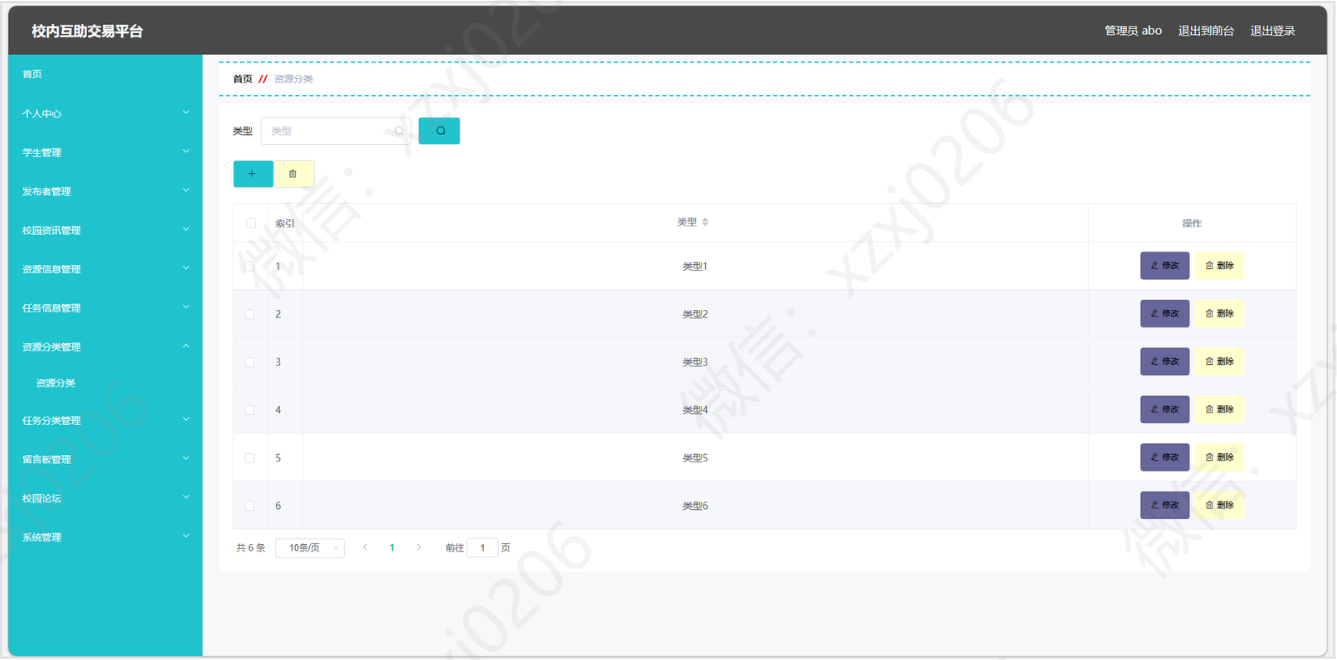 校内互助交易平台
管理员 abo 退出到前台 退出登录
首页
个人中心
学生管理
发布者管理
校园资讯管理
资源信息管理
任务信息管理
资源分类管理
资源分类
任务分类管理
留言板管理
校园论坛
系统管理
首页 // 资源分类
类型 类型
+
索引 类型 操作
1 类型1 修改 删除
2 类型2 修改 删除
3 类型3 修改 删除
4 类型4 修改 删除
5 类型5 修改 删除
6 类型6 修改 删除
共 6 条 10条/页 < 1 > 前往 1 页
微信：xzxj0206
微信：xzxj0206
微信：
xzxj0206
xzx
j0206